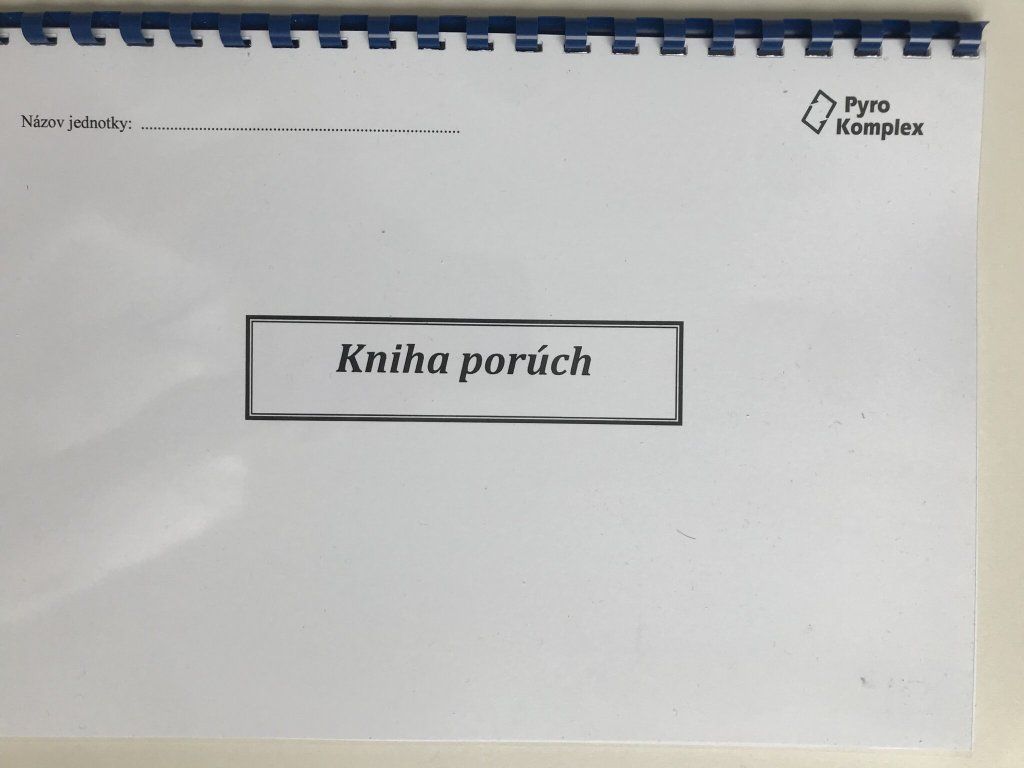 Názov jednotky: ................................................................................
Pyro
Komplex
Kniha porúch